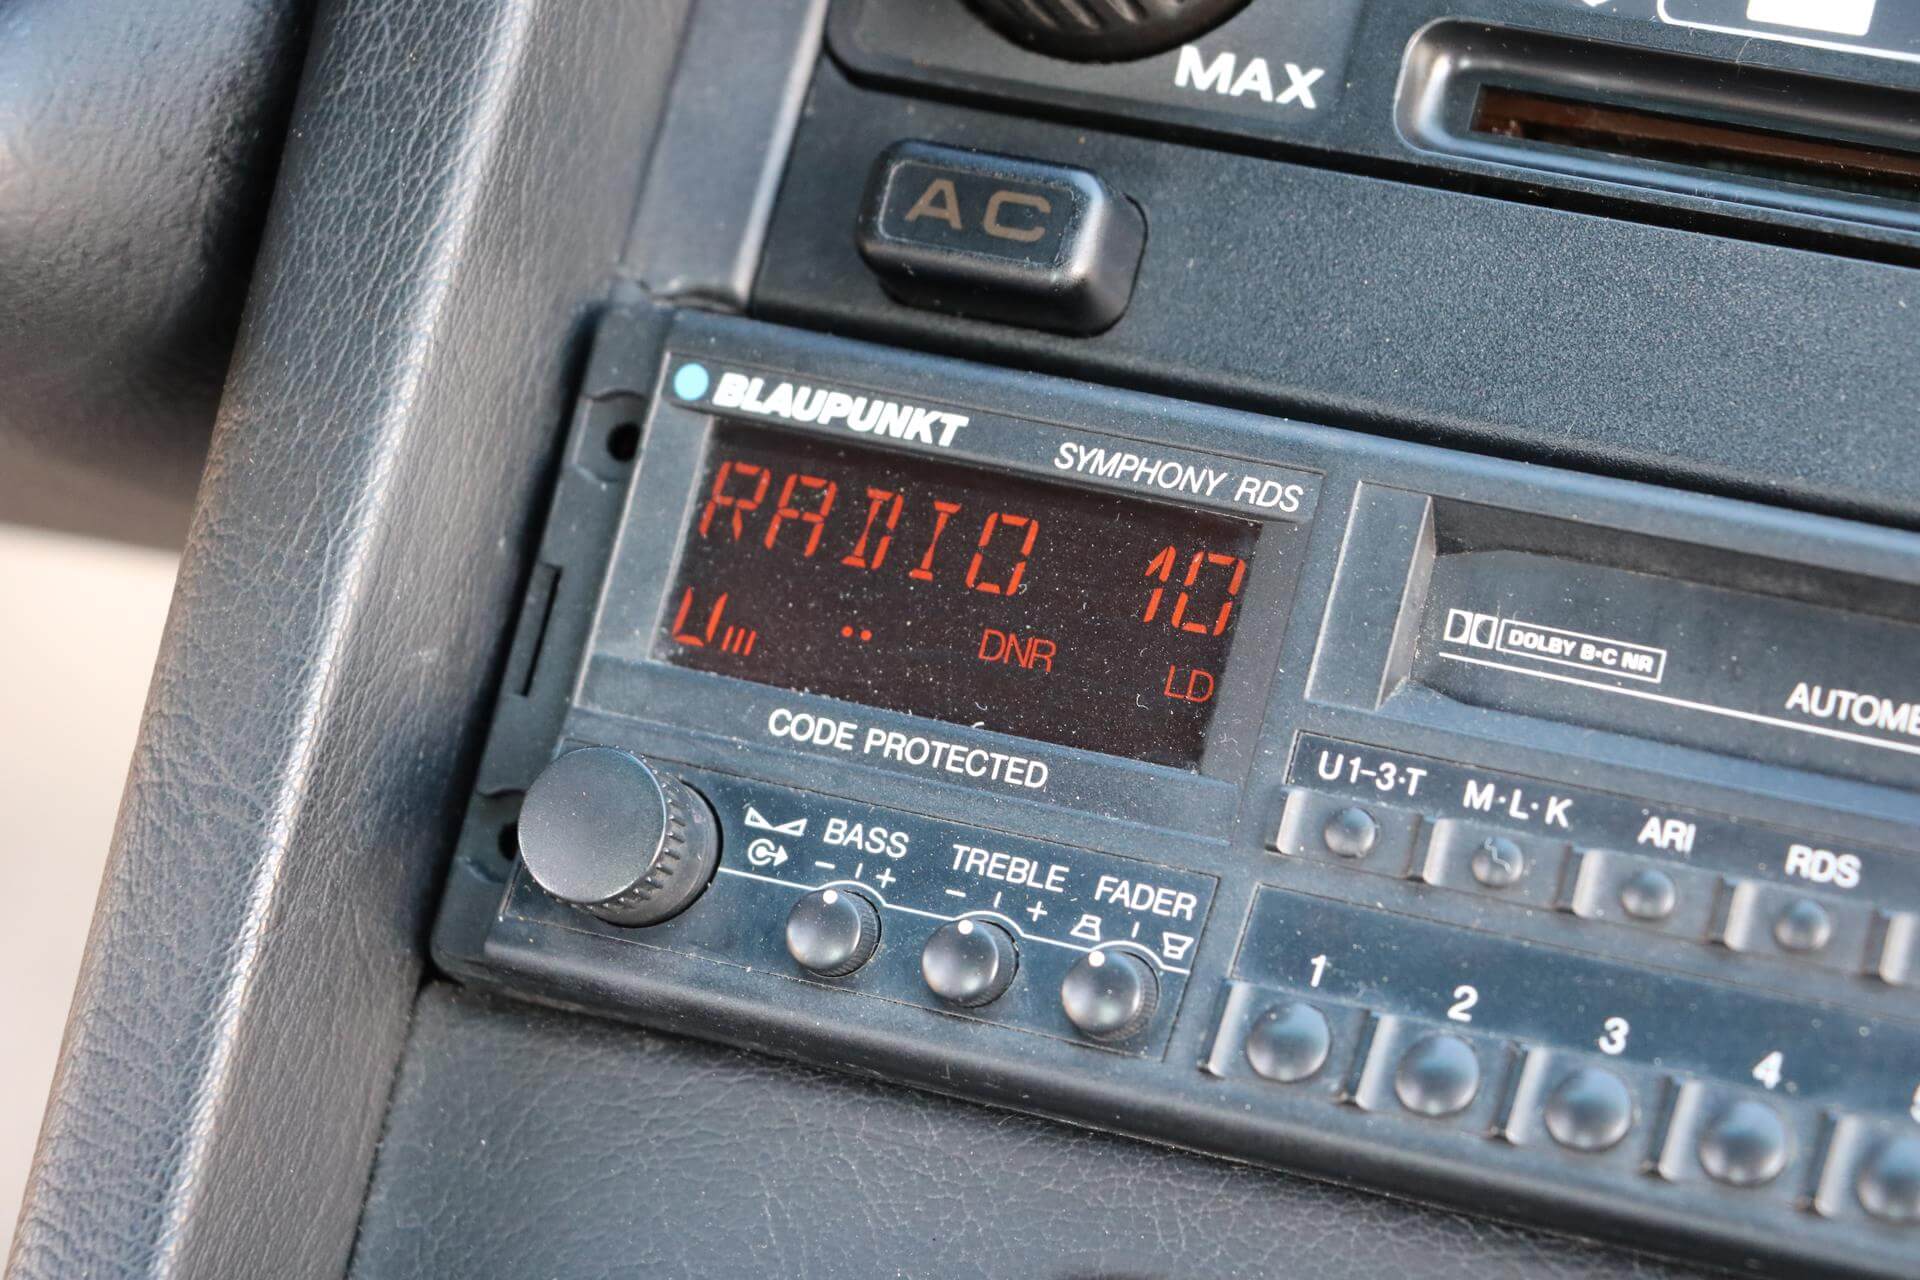 MAX
AC
BLAUPUNKT
SYMPHONY RDS
RADIO 10
U
DNR
LD
CODE PROTECTED
DOLBY B·C NR
U1-3·T
M·L·K
ARI
RDS
BASS
- +
TREBLE
- +
FADER
1
2
3
4